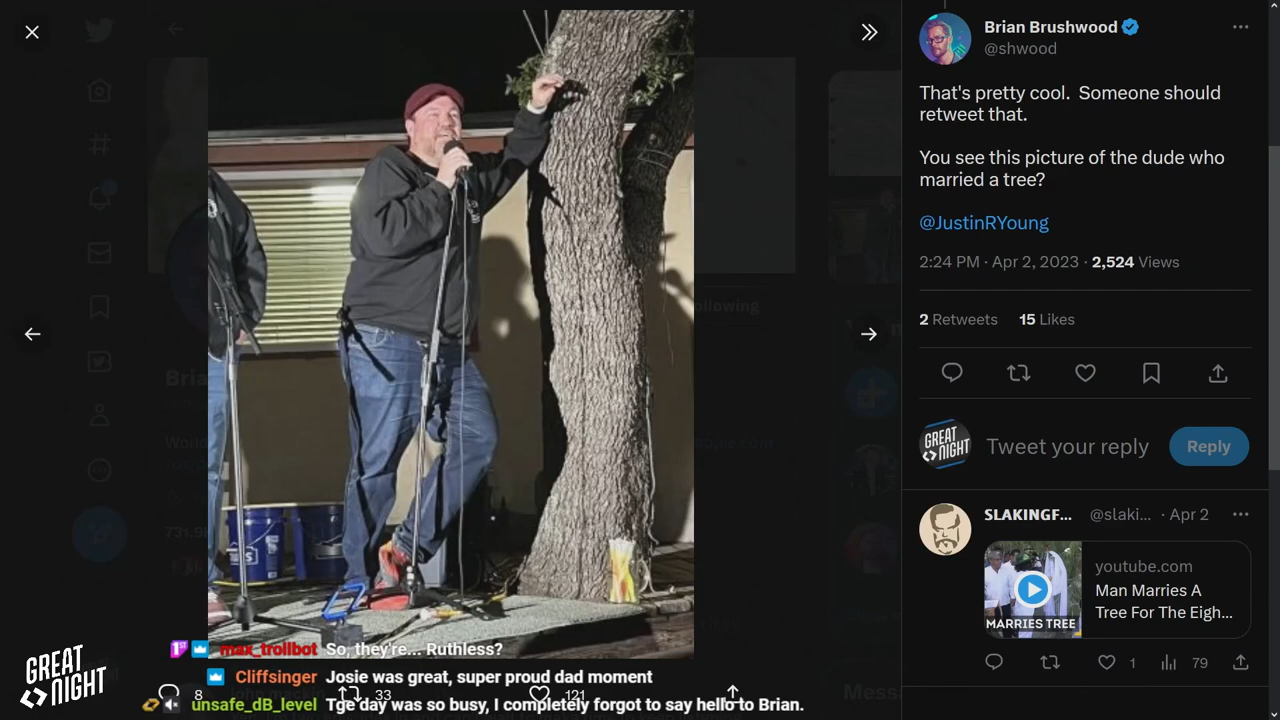 Brian Brushwood
@shwood
That's pretty cool. Someone should
retweet that.
You see this picture of the dude who
married a tree?
@JustinRYoung
2:24 PM · Apr 2, 2023 · 2,524 Views
2 Retweets 15 Likes
GREAT
NIGHT
Tweet your reply
Reply
SLAKINGF... @slaki... · Apr 2
youtube.com
Man Marries A
Tree For The Eigh...
MARRIES TREE
1 79
ollowing
Bria
GREAT
NIGHT
1st max_trollbot So, they're... Ruthless?
Cliffsinger Josie was great, super proud dad moment
8 33 121
unsafe_dB_level Tge day was so busy, I completely forgot to say hello to Brian.
Mess